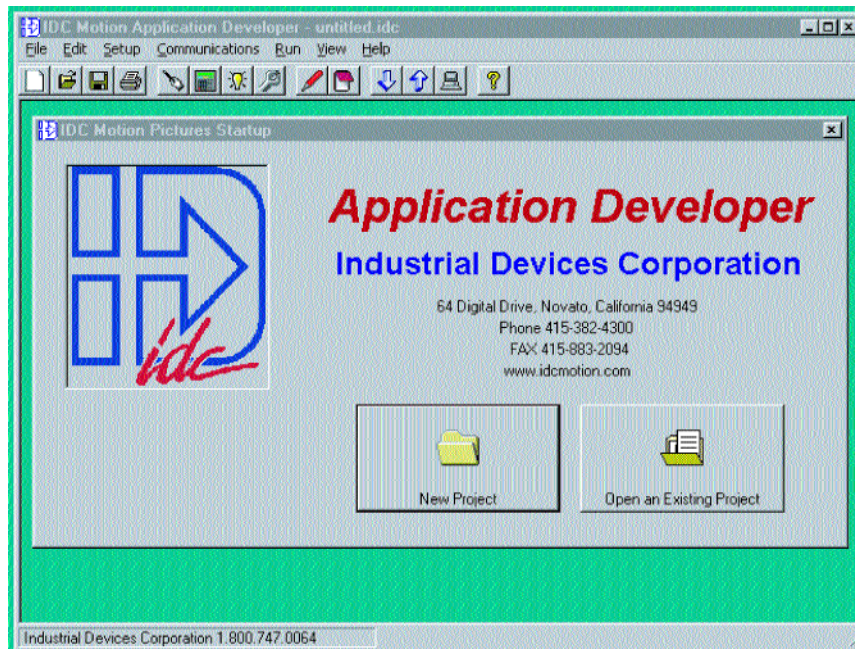 IDC Motion Application Developer - untitled.idc
File Edit Setup Communications Run View Help
IDC Motion Pictures Startup
idc
Application Developer
Industrial Devices Corporation
64 Digital Drive, Novato, California 94949
Phone 415-382-4300
FAX 415-883-2094
www.idcmotion.com
New Project
Open an Existing Project
Industrial Devices Corporation 1.800.747.0064